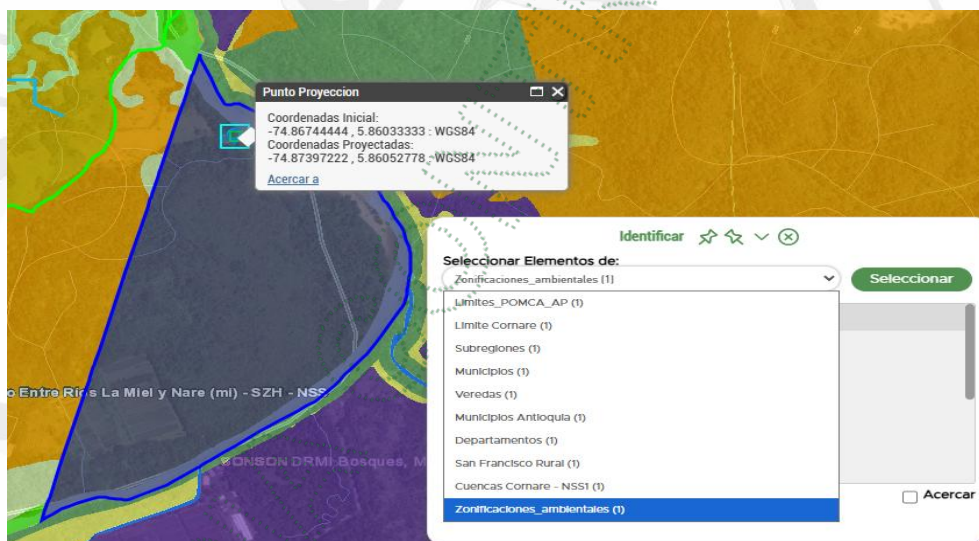 Punto Proyeccion
Coordenadas Inicial:
-74.86744444 , 5.86033333 : WGS84
Coordenadas Proyectadas:
-74.87397222 , 5.86052778 : WGS84
Acercar a
Identificar
Seleccionar Elementos de:
Zonificaciones_ambientales (1)
Seleccionar
Limites_POMCA_AP (1)
Limite Cornare (1)
Subregiones (1)
Municipios (1)
Veredas (1)
Municipios Antioquia (1)
Departamentos (1)
San Francisco Rural (1)
Cuencas Cornare - NSS1 (1)
Zonificaciones_ambientales (1)
Acercar
o Entre Ríos La Miel y Nare (mi) - SZH - NSS
SONSON DRMI Bosques, M